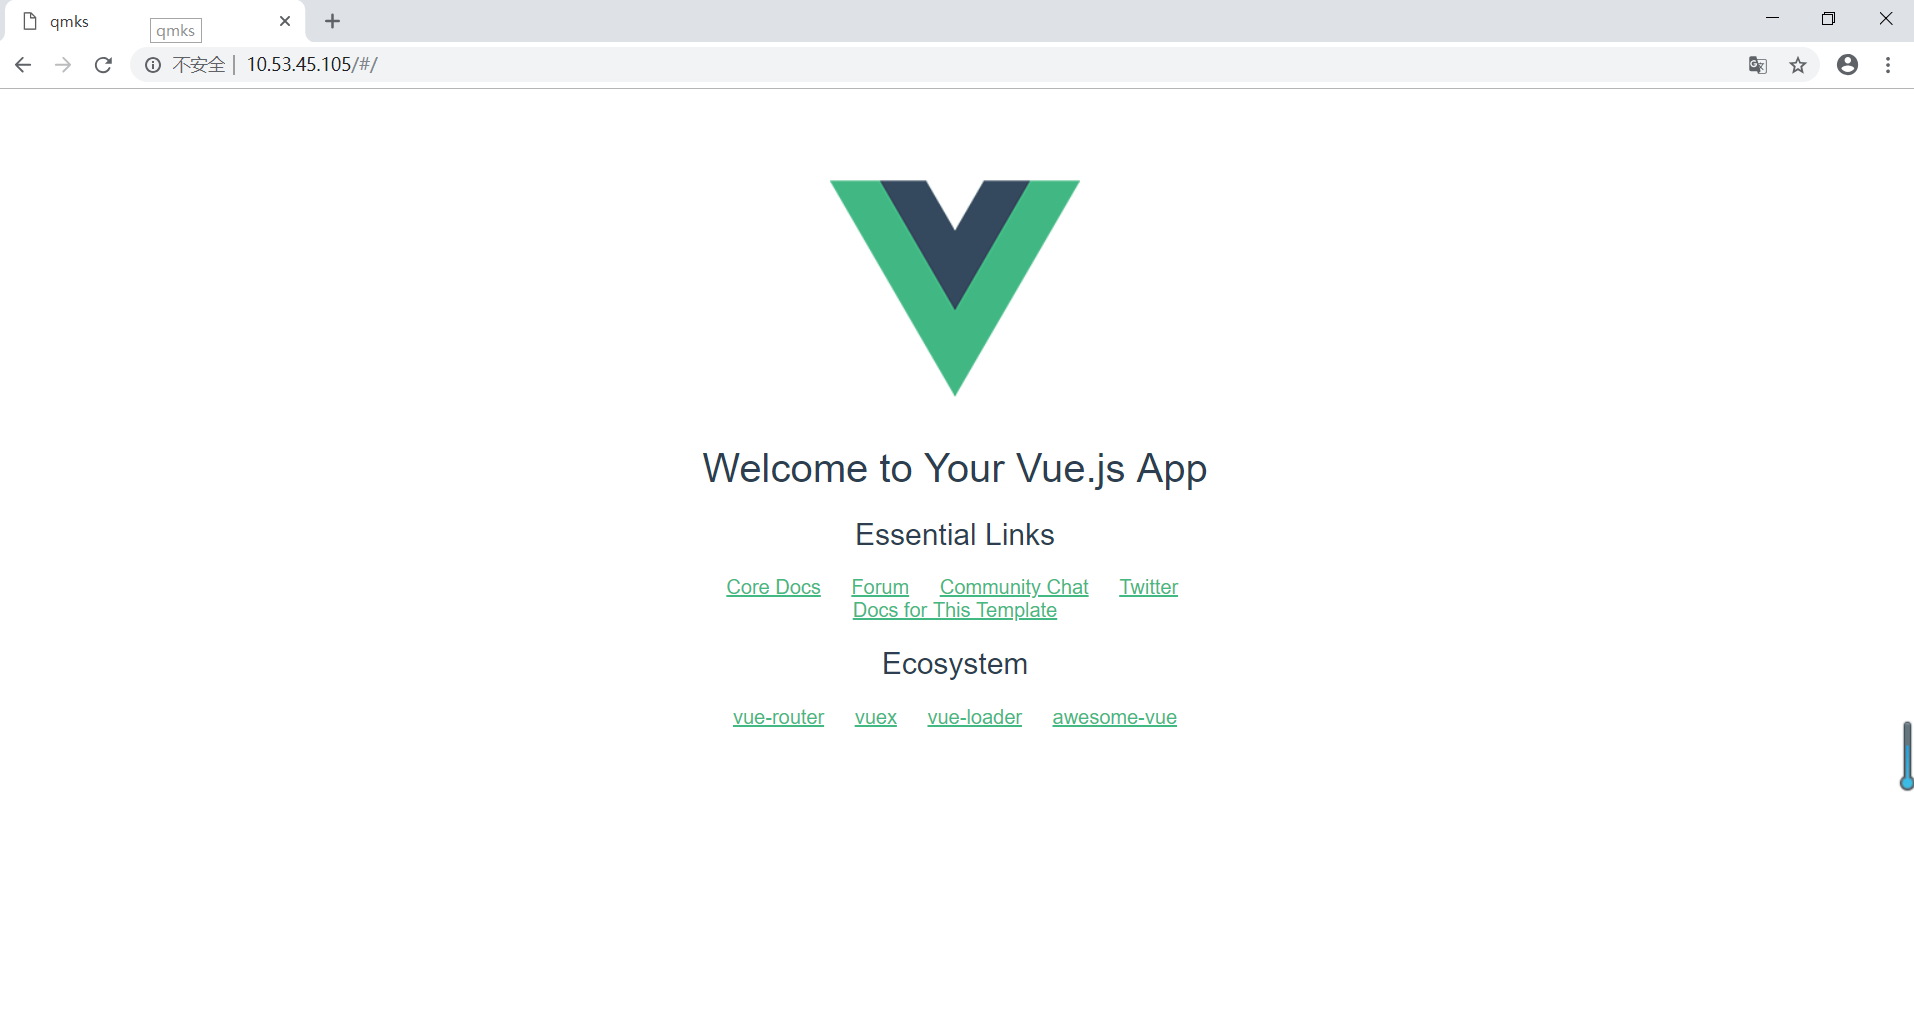 qmks
qmks
不安全 | 10.53.45.105/#/
Welcome to Your Vue.js App
Essential Links
Core Docs Forum Community Chat Twitter
Docs for This Template
Ecosystem
vue-router vuex vue-loader awesome-vue